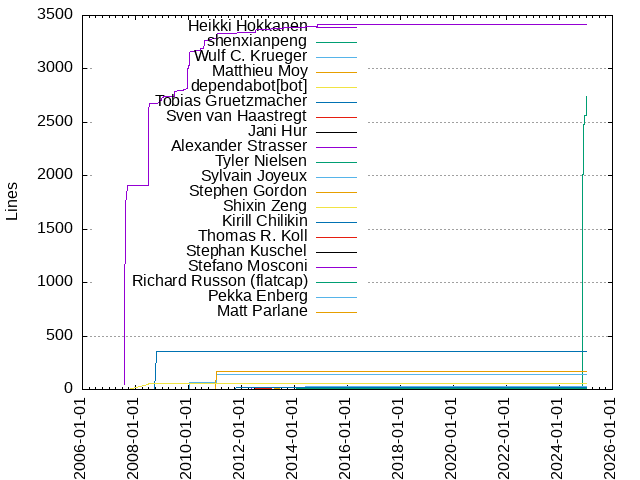 3500
3000
2500
2000
1500
1000
500
0
Lines
Heikki Hokkanen
shenxianpeng
Wulf C. Krueger
Matthieu Moy
dependabot[bot]
Tobias Gruetzmacher
Sven van Haastregt
Jani Hur
Alexander Strasser
Tyler Nielsen
Sylvain Joyeux
Stephen Gordon
Shixin Zeng
Kirill Chilikin
Thomas R. Koll
Stephan Kuschel
Stefano Mosconi
Richard Russon (flatcap)
Pekka Enberg
Matt Parlane
2006-01-01
2008-01-01
2010-01-01
2012-01-01
2014-01-01
2016-01-01
2018-01-01
2020-01-01
2022-01-01
2024-01-01
2026-01-01